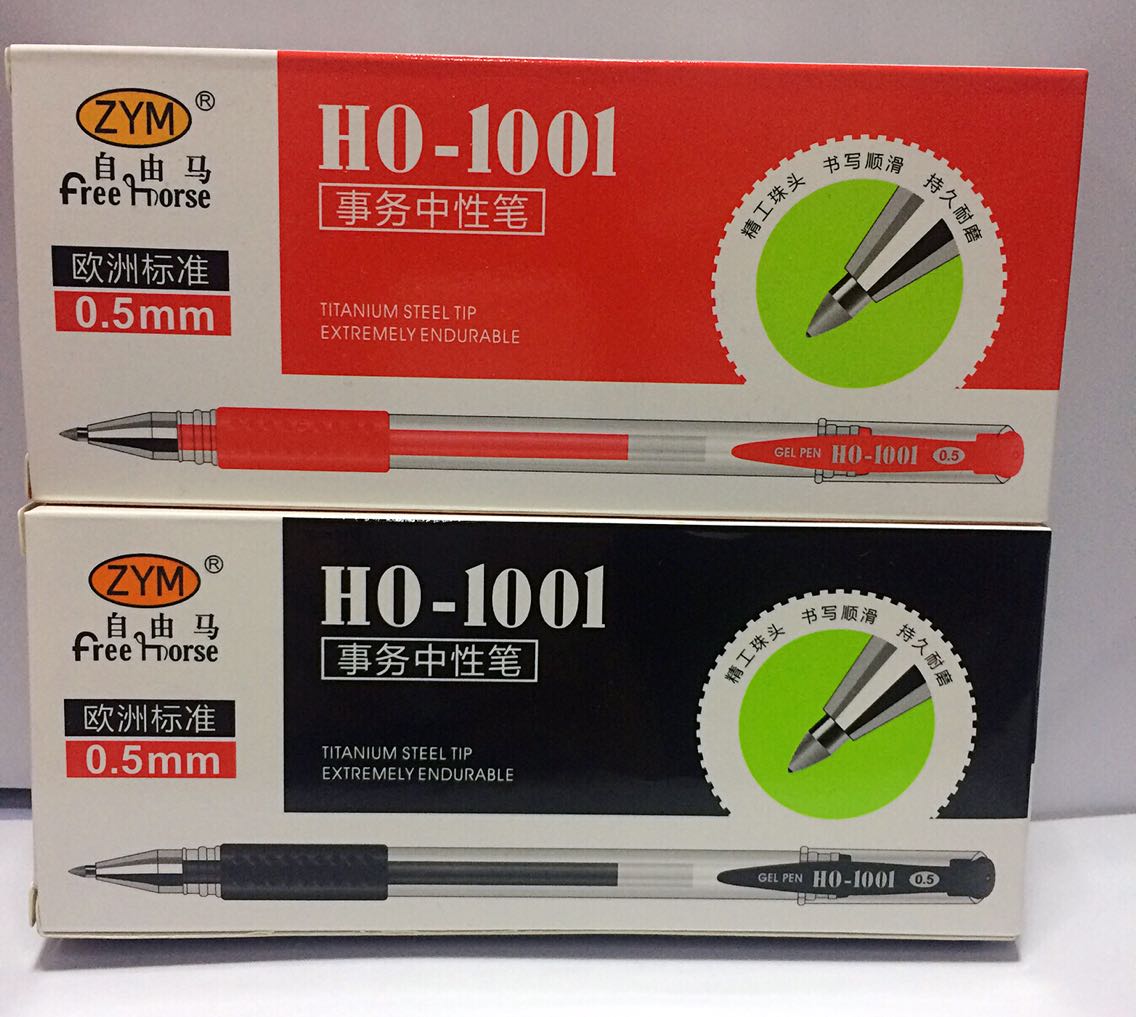 ZYM®
自由马
Free horse
欧洲标准
0.5mm
HO-1001
事务中性笔
TITANIUM STEEL TIP
EXTREMELY ENDURABLE
精工珠头 书写顺滑 持久耐磨
GEL PEN HO-1001 0.5
ZYM®
自由马
Free horse
欧洲标准
0.5mm
HO-1001
事务中性笔
TITANIUM STEEL TIP
EXTREMELY ENDURABLE
精工珠头 书写顺滑 持久耐磨
GEL PEN HO-1001 0.5